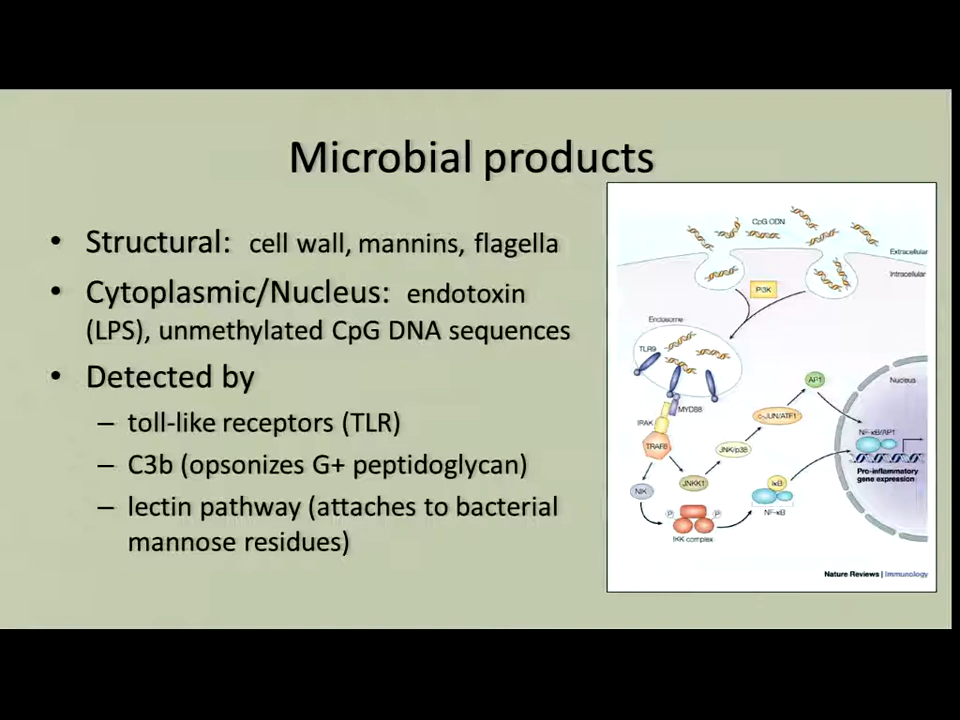 Microbial products
• Structural: cell wall, mannins, flagella
• Cytoplasmic/Nucleus: endotoxin
(LPS), unmethylated CpG DNA sequences
• Detected by
– toll-like receptors (TLR)
– C3b (opsonizes G+ peptidoglycan)
– lectin pathway (attaches to bacterial
mannose residues)
CpG ODN
Extracellular
Intracellular
PI3K
Endosome
TLR9
MYD88
IRAK
TRAF6
AP1
c-JUN/ATF1
JNK/p38
JNKK1
NIK
P
P
IKK complex
IκB
NF-κB
Nucleus
NF-κB/AP1
Pro-inflammatory
gene expression
Nature Reviews | Immunology